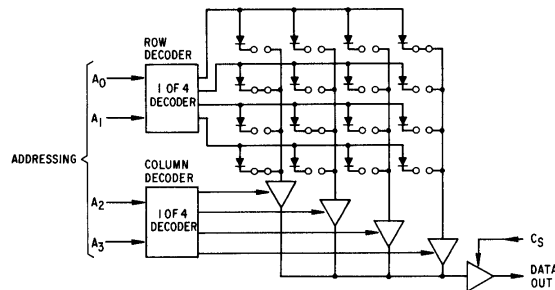 ROW
DECODER
A0
1 OF 4
DECODER
A1
ADDRESSING
COLUMN
DECODER
A2
1 OF 4
DECODER
A3
CS
DATA
OUT